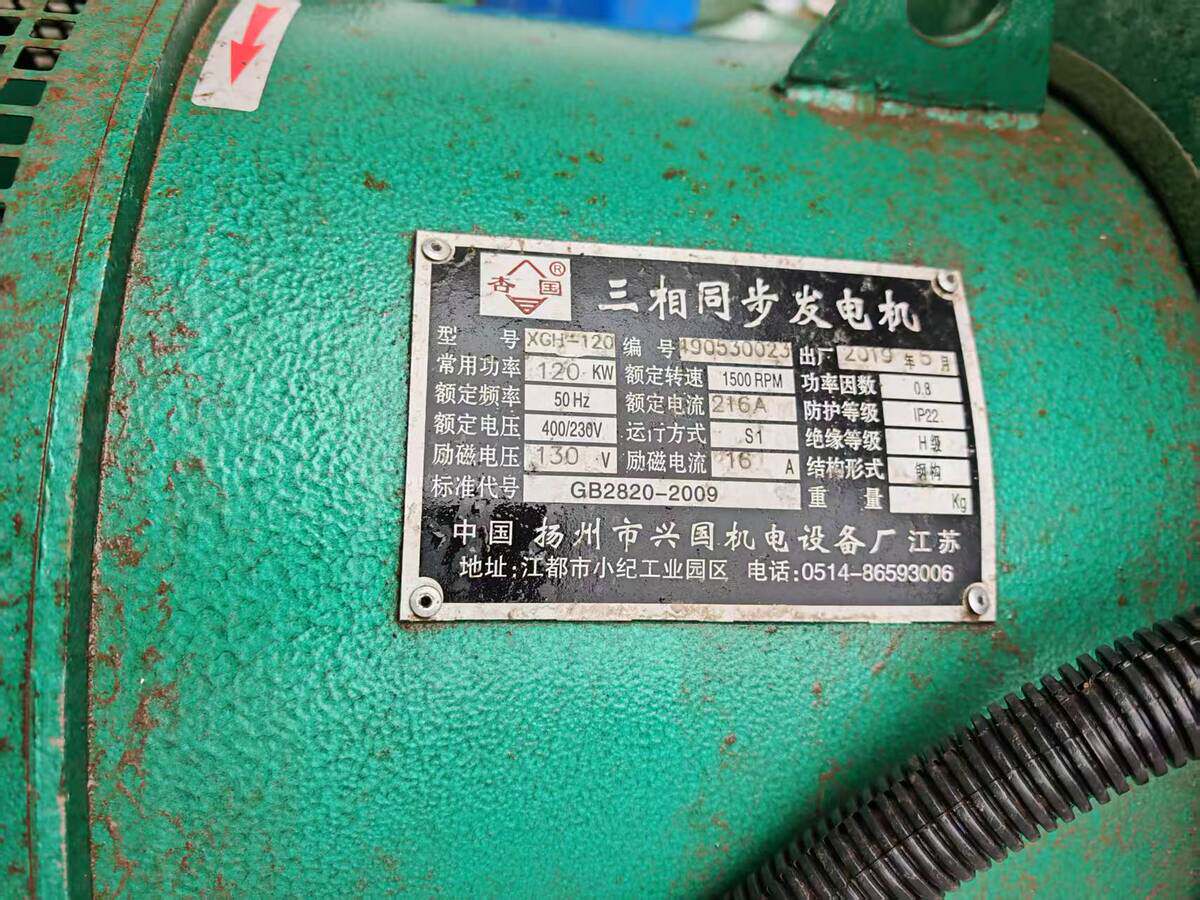 杏国®
三相同步发电机
型号 XGH-120 编号 490530023 出厂 2019年5月
常用功率 120 KW 额定转速 1500 RPM 功率因数 0.8
额定频率 50 Hz 额定电流 216A 防护等级 IP22
额定电压 400/230V 运行方式 S1 绝缘等级 H级
励磁电压 130 V 励磁电流 16 A 结构形式 钢构
标准代号 GB2820-2009 重量 Kg
中国 扬州市兴国机电设备厂江苏
地址:江都市小纪工业园区 电话:0514-86593006